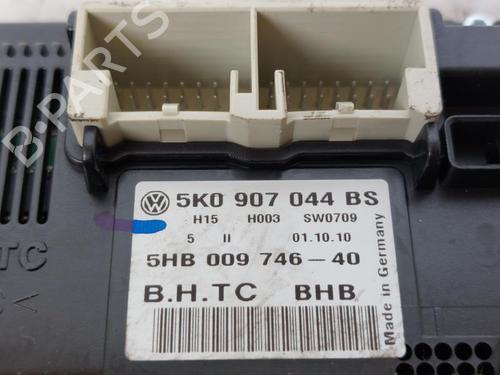 B-PARTS
5K0 907 044 BS
H15 H003 SW0709
5 II 01.10.10
5HB 009 746-40
B.H.TC BHB
Made in Germany
TC